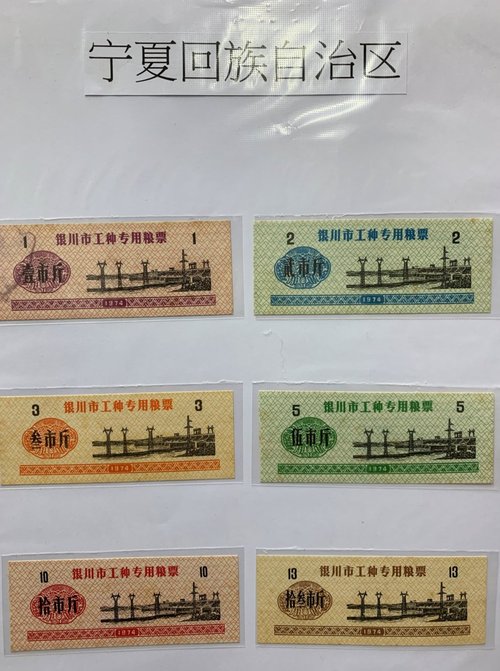 宁夏回族自治区
1 银川市工种专用粮票 1
壹市斤
1974
2 银川市工种专用粮票 2
贰市斤
1974
3 银川市工种专用粮票 3
叁市斤
1974
5 银川市工种专用粮票 5
伍市斤
1974
10 银川市工种专用粮票 10
拾市斤
1974
13 银川市工种专用粮票 13
拾叁市斤
1974